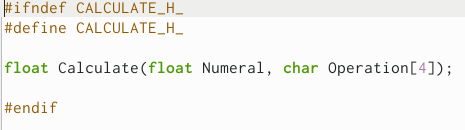 #ifndef CALCULATE_H_
#define CALCULATE_H_
float Calculate(float Numeral, char Operation[4]);
#endif